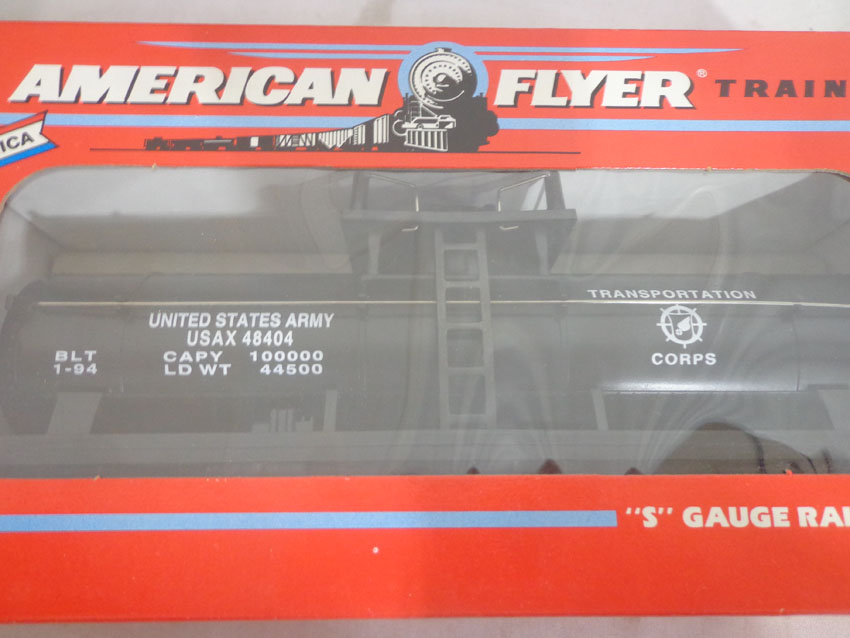 AMERICAN FLYER® TRAIN
ICA
UNITED STATES ARMY
USAX 48404
BLT CAPY 100000
1-94 LD WT 44500
TRANSPORTATION
CORPS
"S" GAUGE RAI